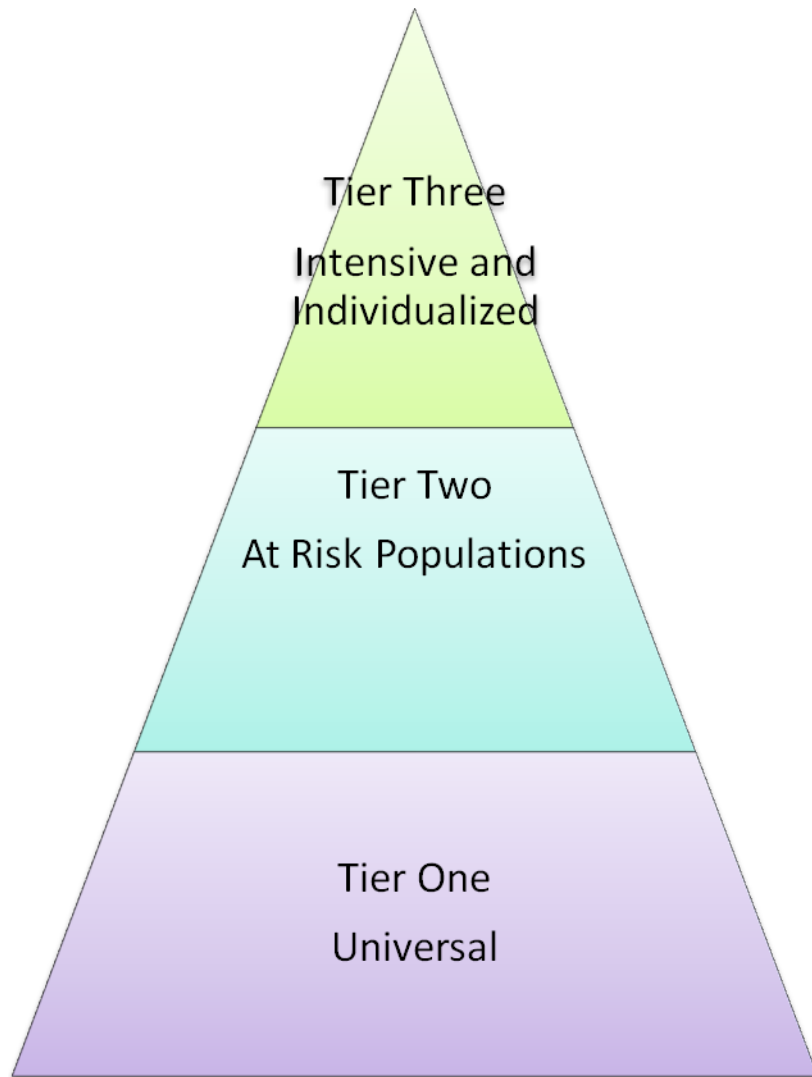 Tier Three
Intensive and
Individualized
Tier Two
At Risk Populations
Tier One
Universal